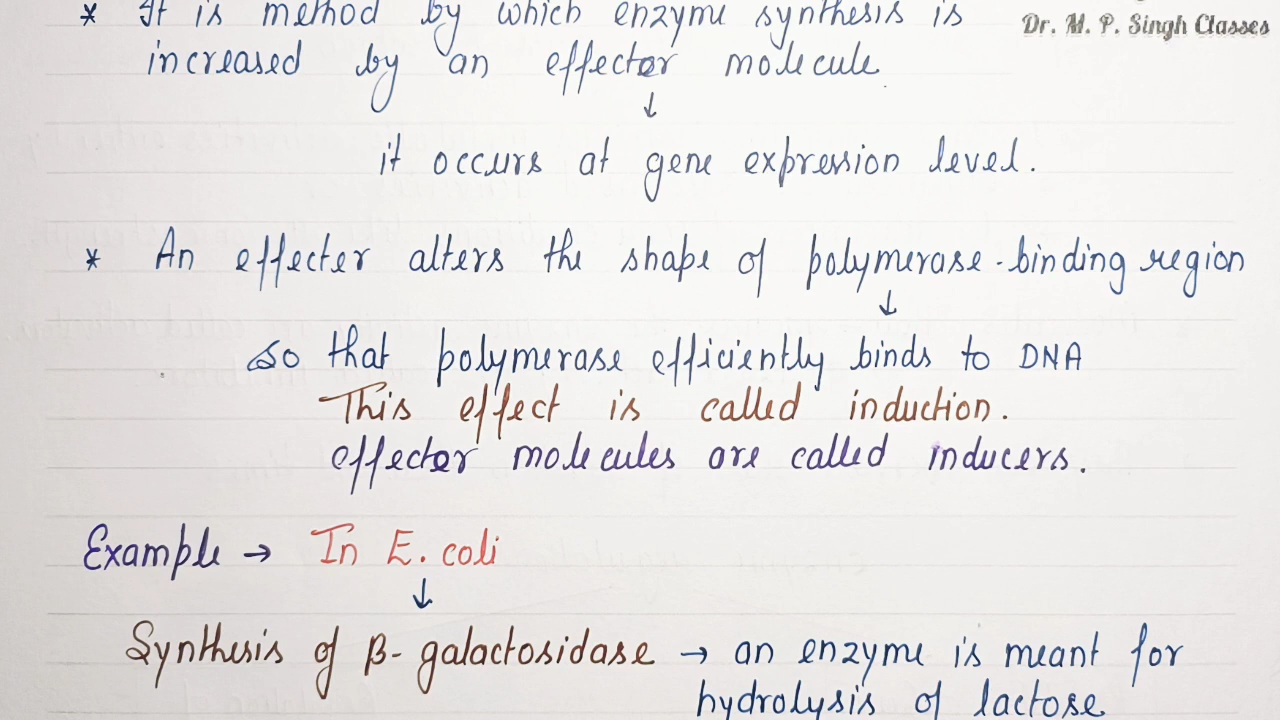 * It is method by which enzyme synthesis is
Dr. M. P. Singh Classes
increased by an effector molecule
↓
it occurs at gene expression level.
* An effecter alters the shape of polymerase-binding region
↓
so that polymerase efficiently binds to DNA
This effect is called induction.
effector molecules are called inducers.
Example → In E. coli
↓
Synthesis of β-galactosidase → an enzyme is meant for
hydrolysis of lactose